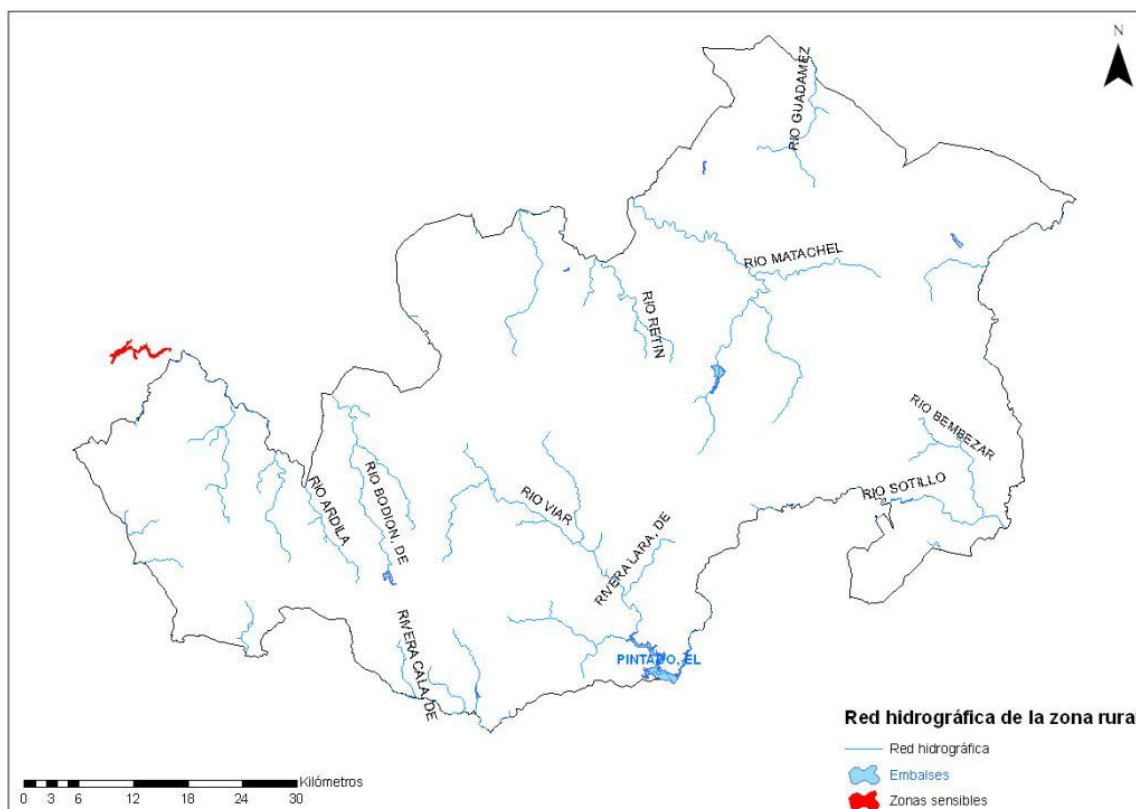 N
RIO GUADAMEZ
RIO MATACHEL
RIO RETIN
RIO BEMBEZAR
RIO SOTILLO
RIO ARDILA
RIO BODION, DE
RIO VIAR
RIVERA LARA, DE
RIVERA CALA, DE
PINTADO, EL
Red hidrográfica de la zona rural
Red hidrográfica
Embalses
Zonas sensibles
Kilómetros
0 3 6 12 18 24 30